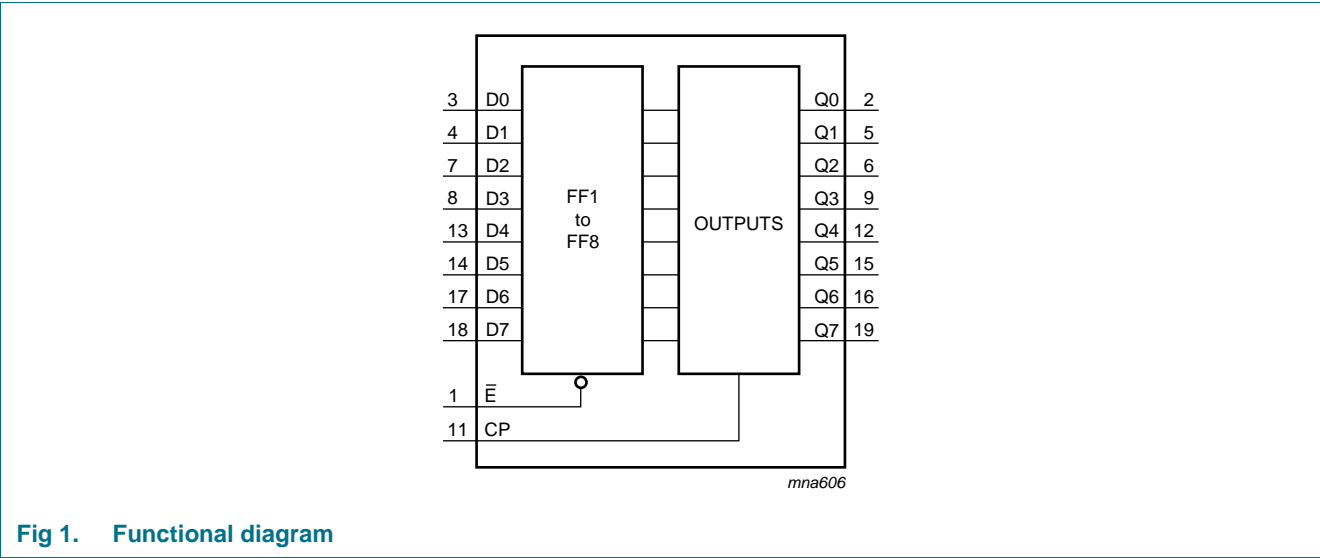 3 D0 Q0 2
4 D1 Q1 5
7 D2 Q2 6
8 D3 Q3 9
13 D4 Q4 12
14 D5 Q5 15
17 D6 Q6 16
18 D7 Q7 19
FF1
to
FF8
OUTPUTS
1 E̅
11 CP
mna606
Fig 1. Functional diagram